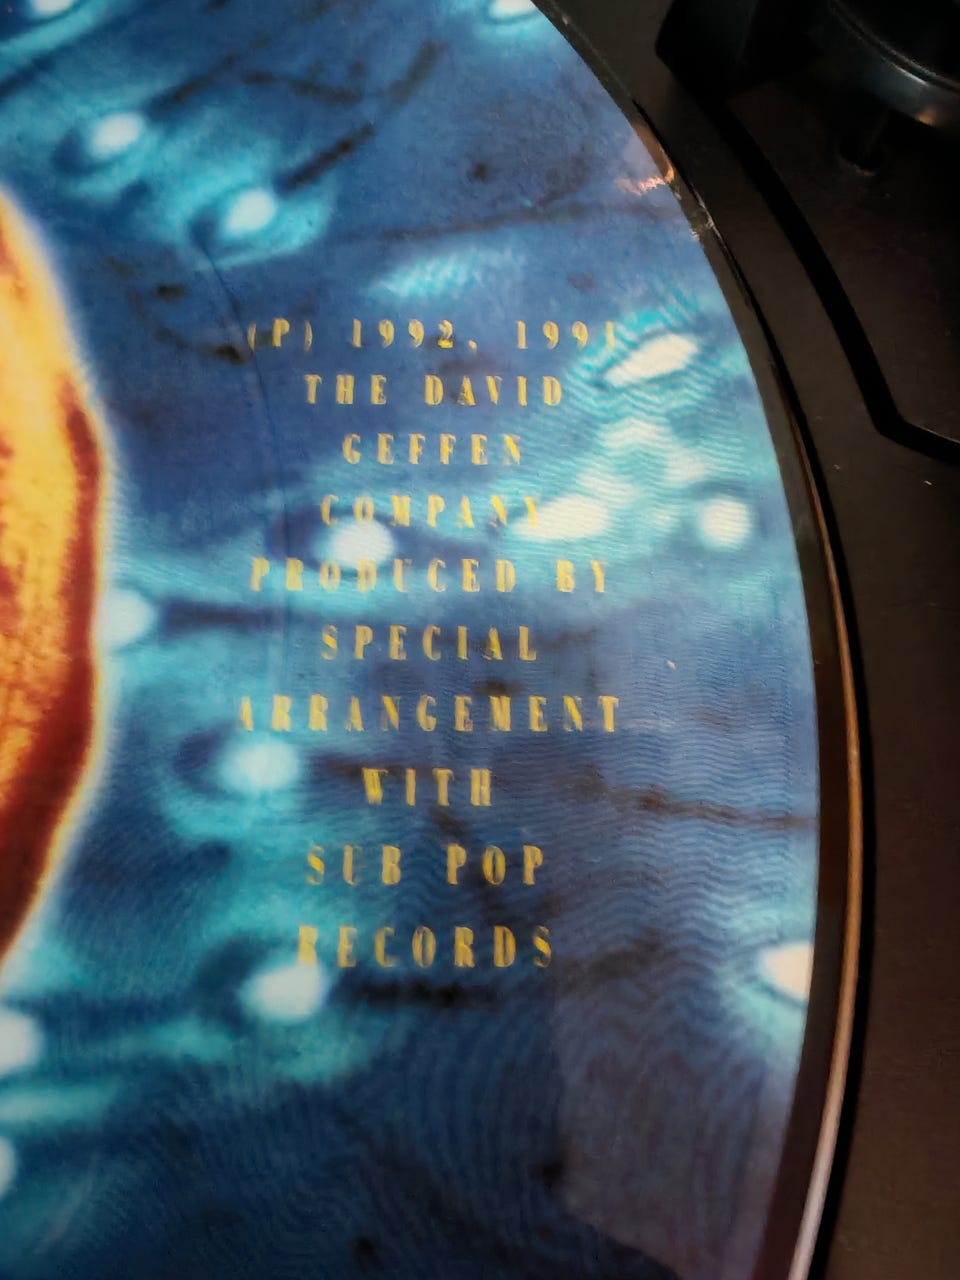 (P) 1992, 1991
THE DAVID
GEFFEN
COMPANY
PRODUCED BY
SPECIAL
ARRANGEMENT
WITH
SUB POP
RECORDS